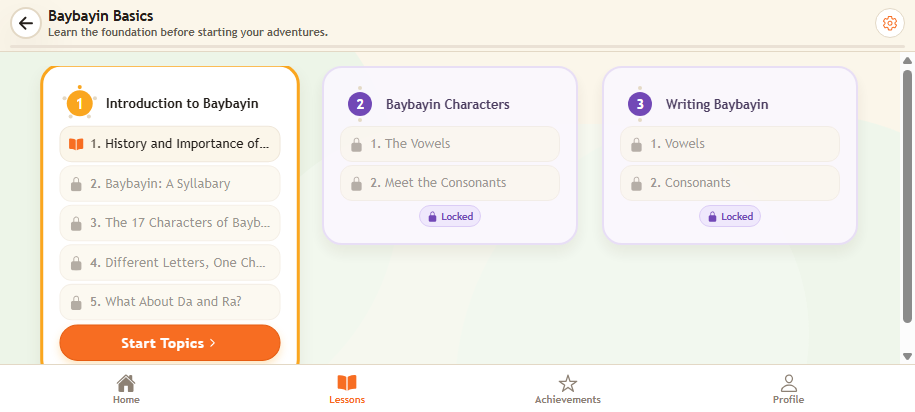 Baybayin Basics
Learn the foundation before starting your adventures.
1 Introduction to Baybayin
1. History and Importance of...
2. Baybayin: A Syllabary
3. The 17 Characters of Bayb...
4. Different Letters, One Ch...
5. What About Da and Ra?
Start Topics >
2 Baybayin Characters
1. The Vowels
2. Meet the Consonants
Locked
3 Writing Baybayin
1. Vowels
2. Consonants
Locked
Home
Lessons
Achievements
Profile